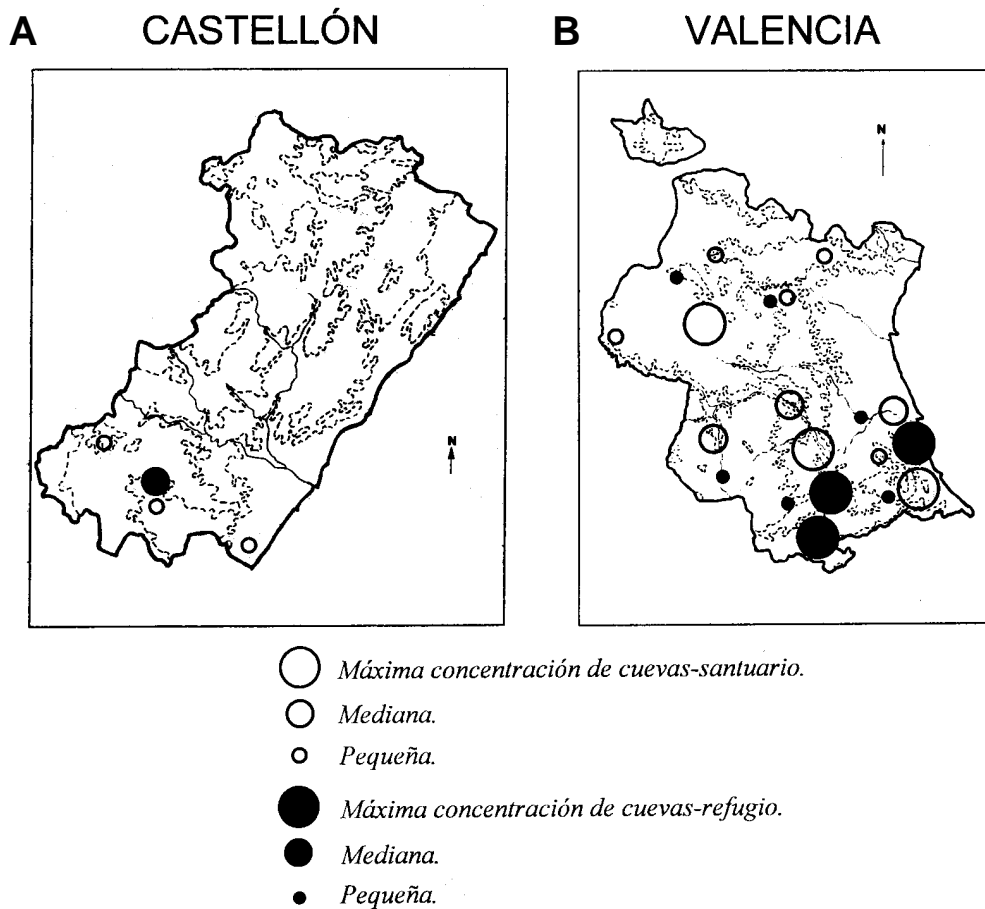 A CASTELLÓN
B VALENCIA
N
N
Máxima concentración de cuevas-santuario.
Mediana.
Pequeña.
Máxima concentración de cuevas-refugio.
Mediana.
Pequeña.